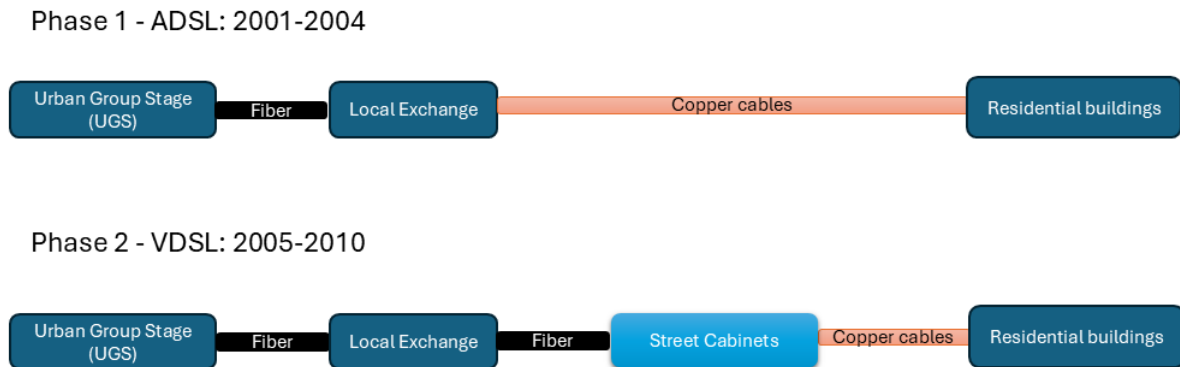 Phase 1 - ADSL: 2001-2004
Urban Group Stage
(UGS)
Fiber
Local Exchange
Copper cables
Residential buildings
Phase 2 - VDSL: 2005-2010
Urban Group Stage
(UGS)
Fiber
Local Exchange
Fiber
Street Cabinets
Copper cables
Residential buildings